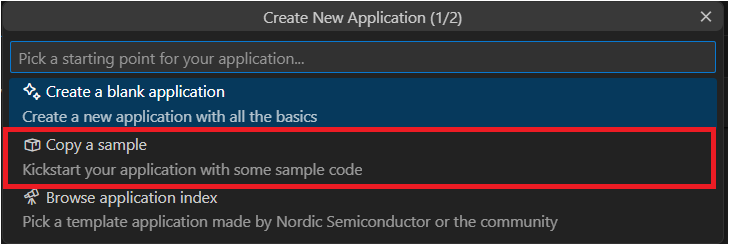 Create New Application (1/2)
Pick a starting point for your application...
Create a blank application
Create a new application with all the basics
Copy a sample
Kickstart your application with some sample code
Browse application index
Pick a template application made by Nordic Semiconductor or the community